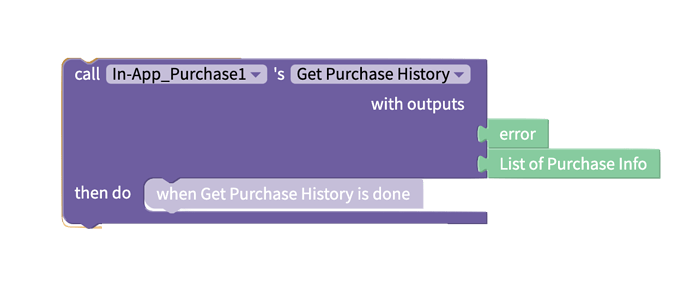 call In-App_Purchase1 's Get Purchase History
with outputs
error
List of Purchase Info
then do when Get Purchase History is done